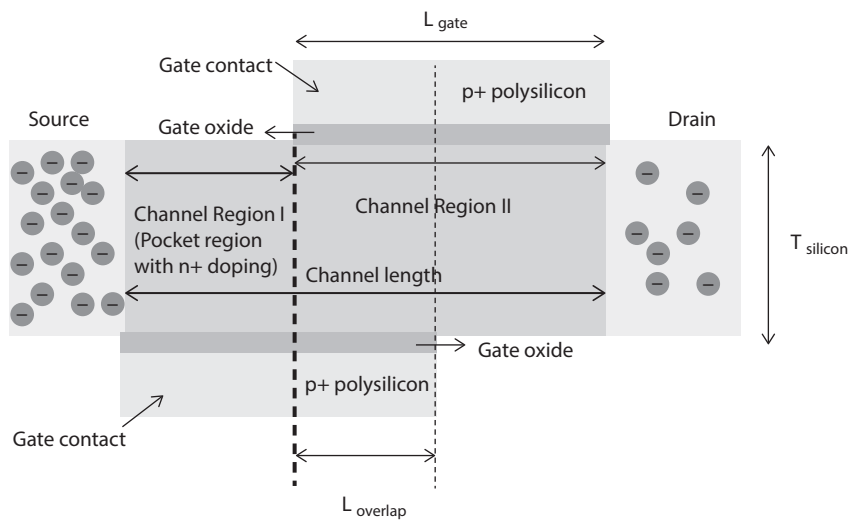 L gate
Gate contact
p+ polysilicon
Source
Gate oxide
Drain
Channel Region I
(Pocket region
with n+ doping)
Channel Region II
T silicon
Channel length
Gate oxide
p+ polysilicon
Gate contact
L overlap